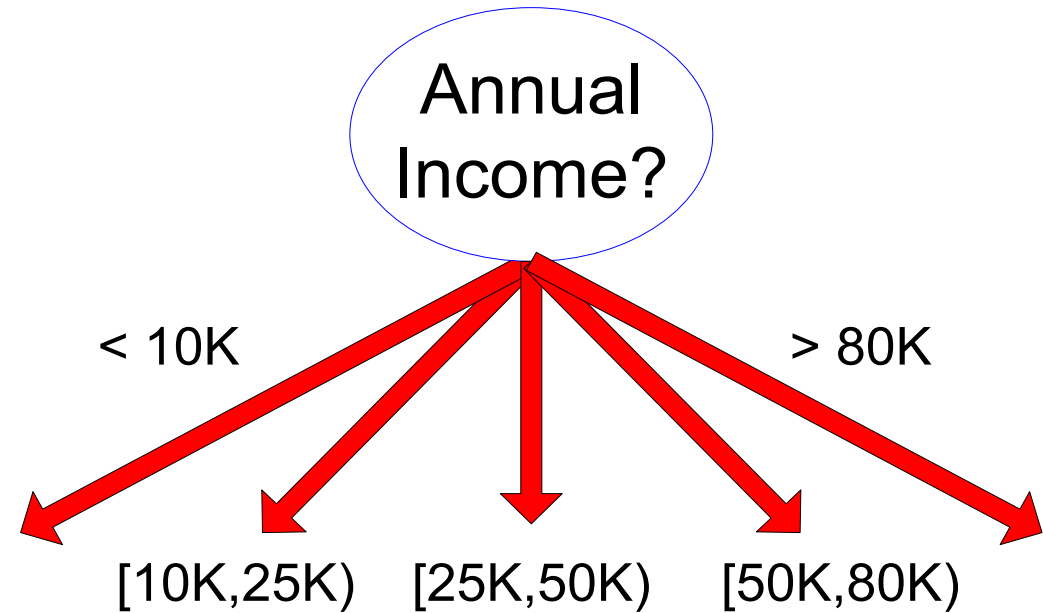 Annual
Income?
< 10K
> 80K
[10K,25K)
[25K,50K)
[50K,80K)